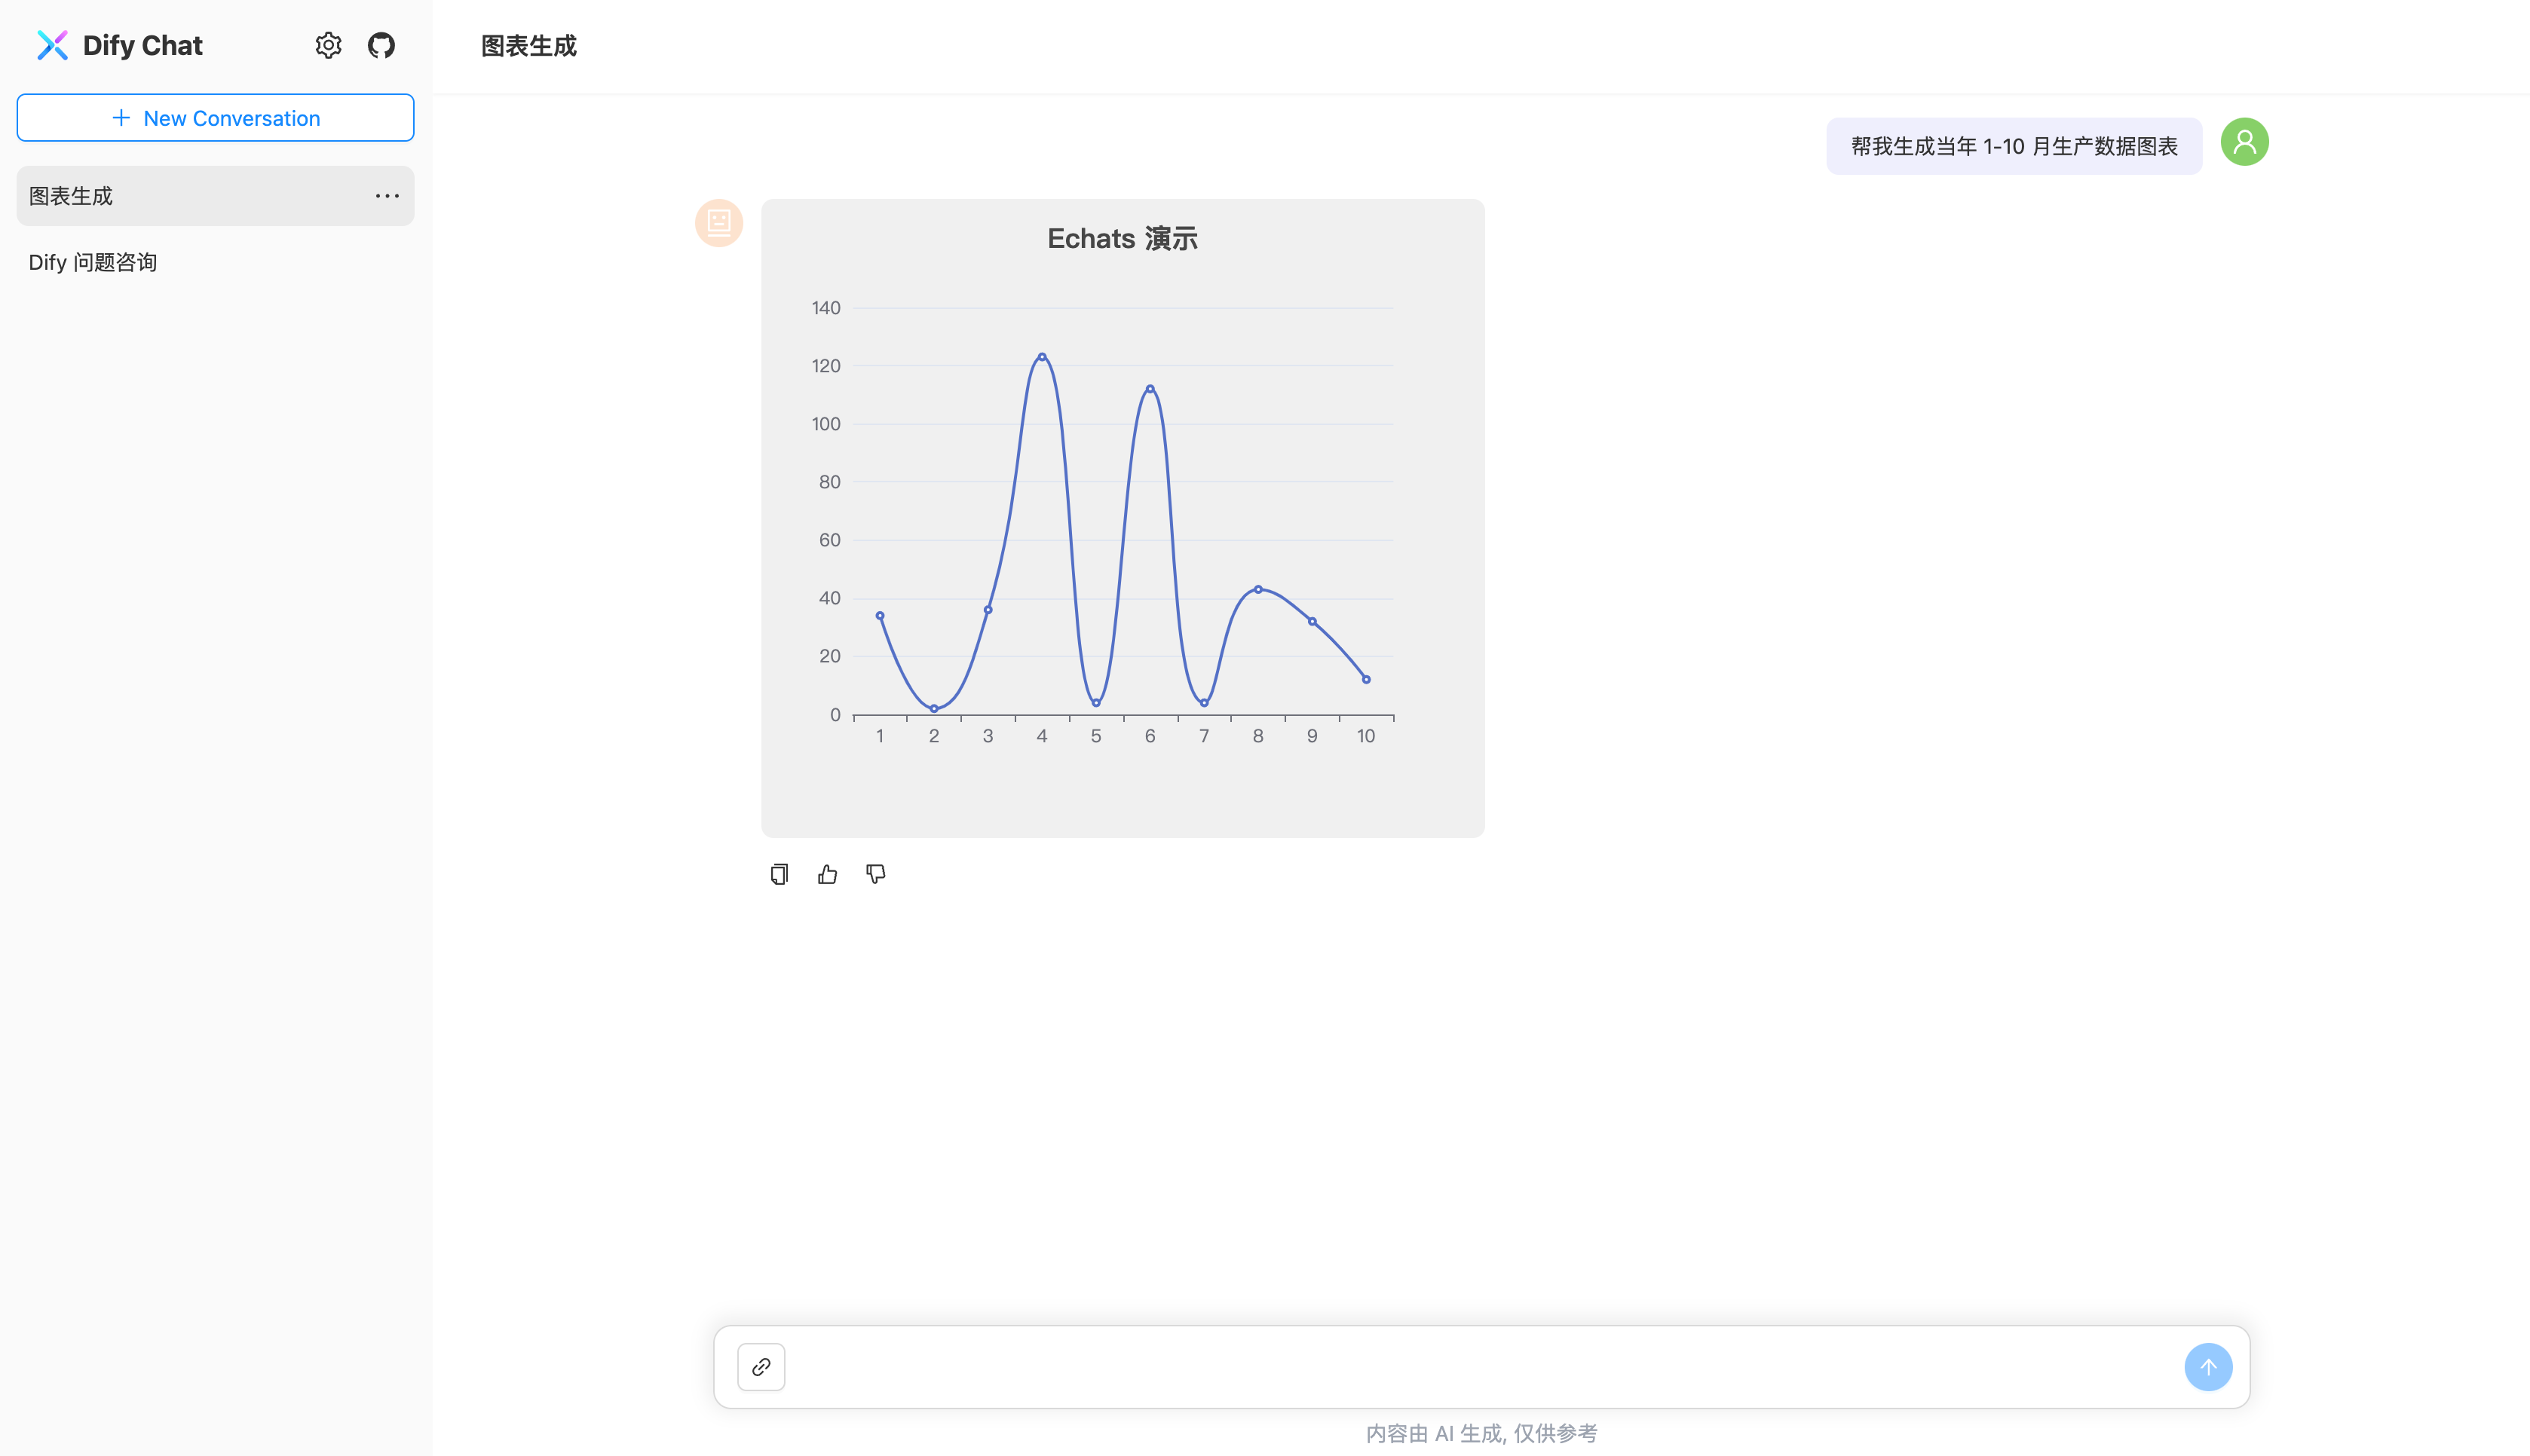 Dify Chat
New Conversation
图表生成
Dify 问题咨询
图表生成
帮我生成当年 1-10 月生产数据图表
Echats 演示
140
120
100
80
60
40
20
0
1 2 3 4 5 6 7 8 9 10
内容由 AI 生成, 仅供参考